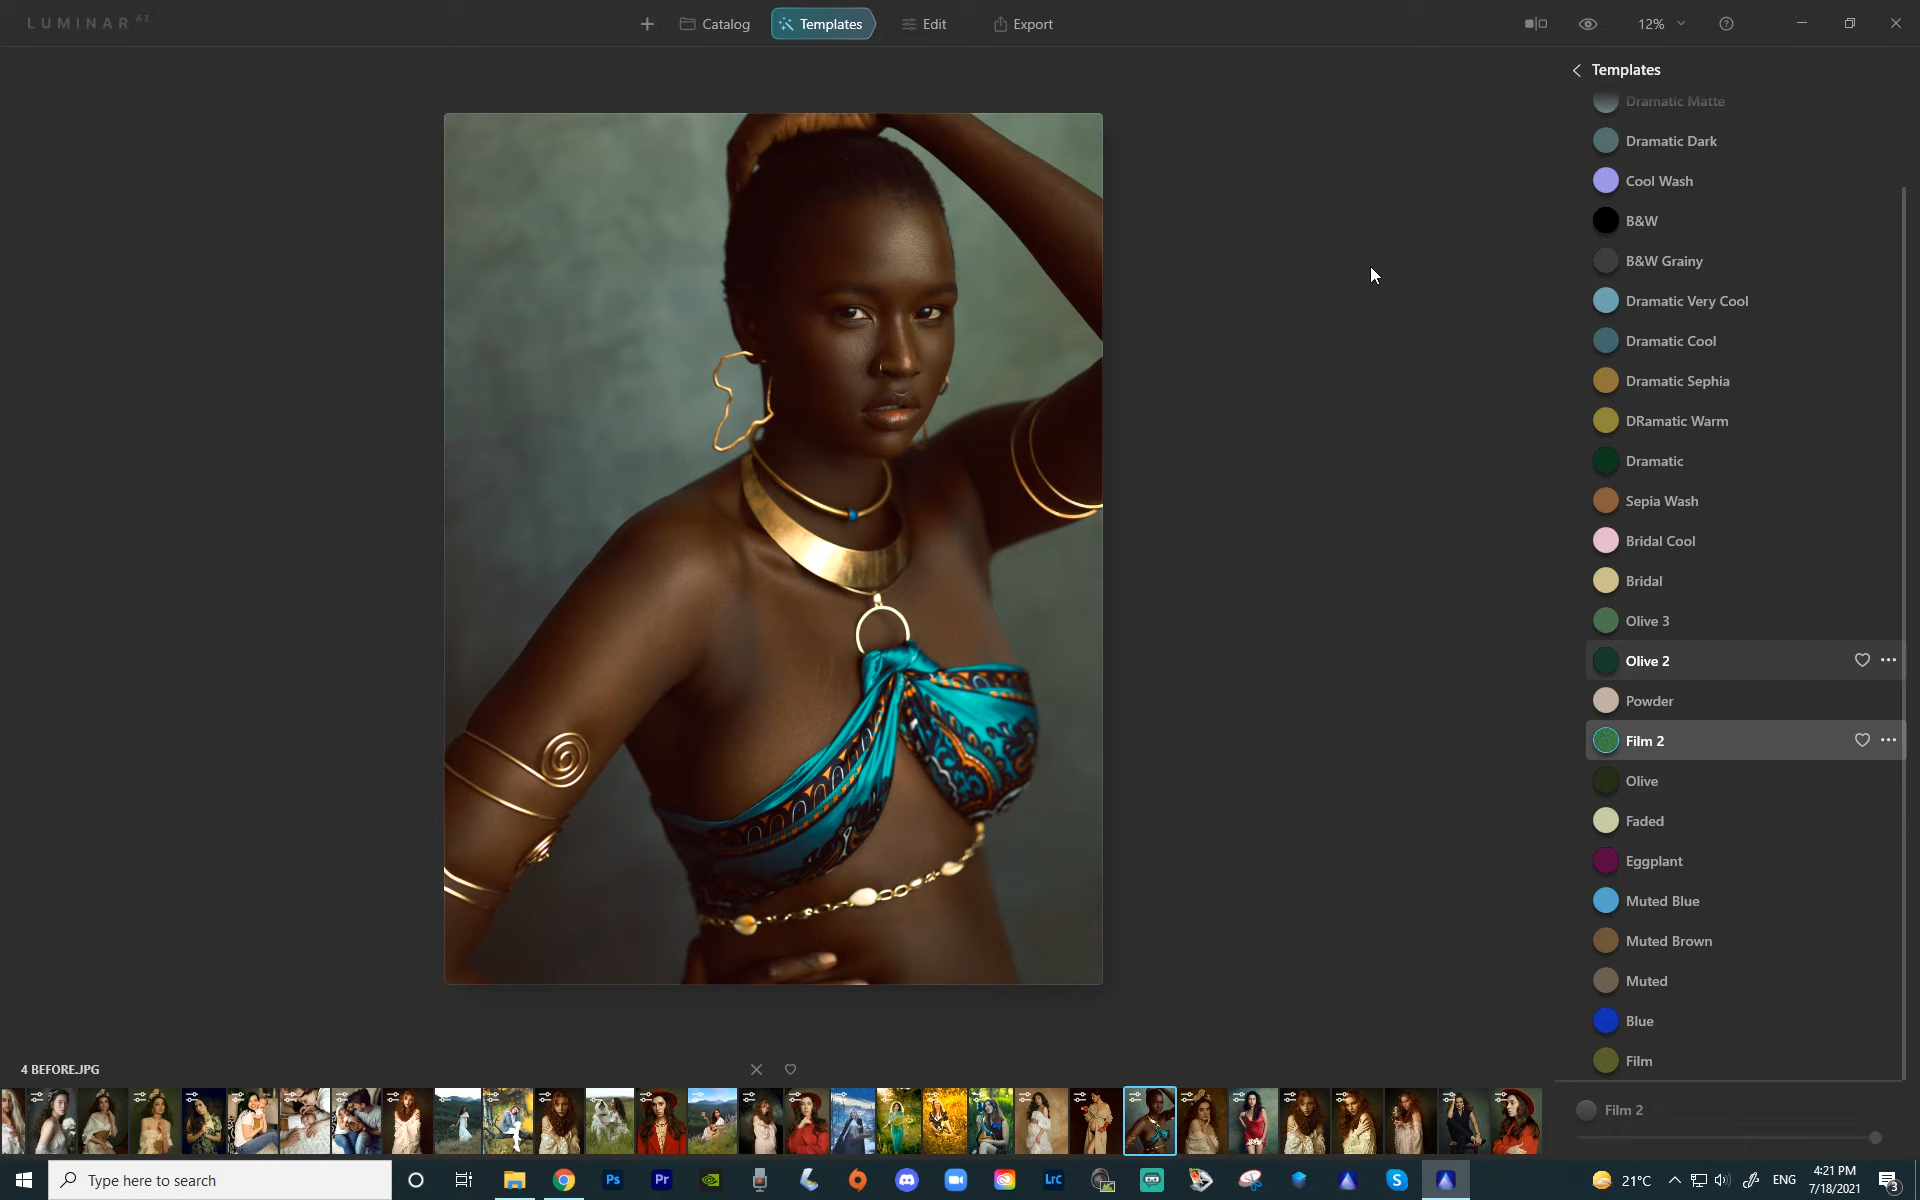 LUMINAR AI
Catalog
Templates
Edit
Export
12%
Templates
Dramatic Matte
Dramatic Dark
Cool Wash
B&W
B&W Grainy
Dramatic Very Cool
Dramatic Cool
Dramatic Sephia
DRamatic Warm
Dramatic
Sepia Wash
Bridal Cool
Bridal
Olive 3
Olive 2
Powder
Film 2
Olive
Faded
Eggplant
Muted Blue
Muted Brown
Muted
Blue
Film
4 BEFORE.JPG
Film 2
Type here to search
Ps
Pr
Lrc
21°C
ENG
4:21 PM
7/18/2021
3